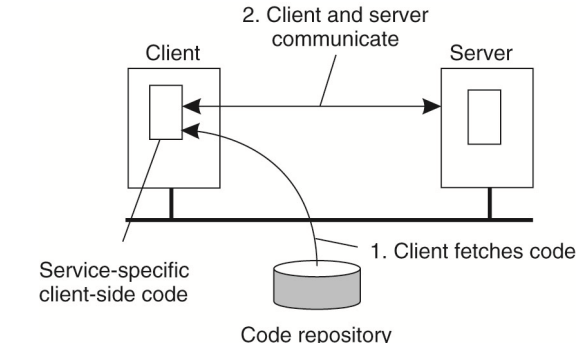 2. Client and server
communicate
Client
Server
1. Client fetches code
Service-specific
client-side code
Code repository